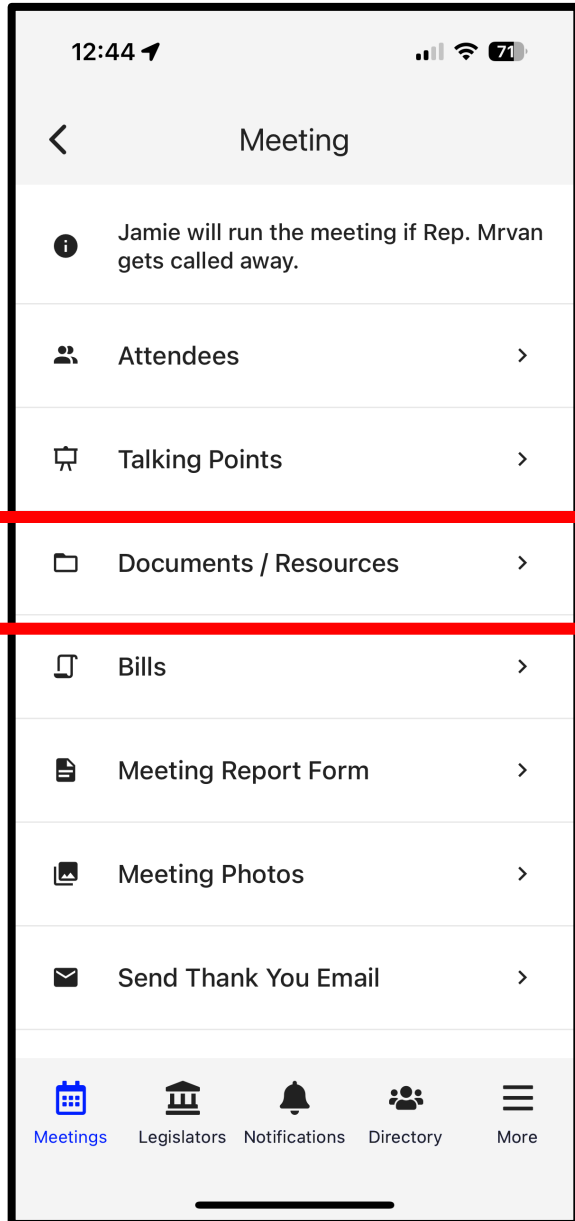 12:44
71
Meeting
Jamie will run the meeting if Rep. Mrvan
gets called away.
Attendees
Talking Points
Documents / Resources
Bills
Meeting Report Form
Meeting Photos
Send Thank You Email
Meetings Legislators Notifications Directory More